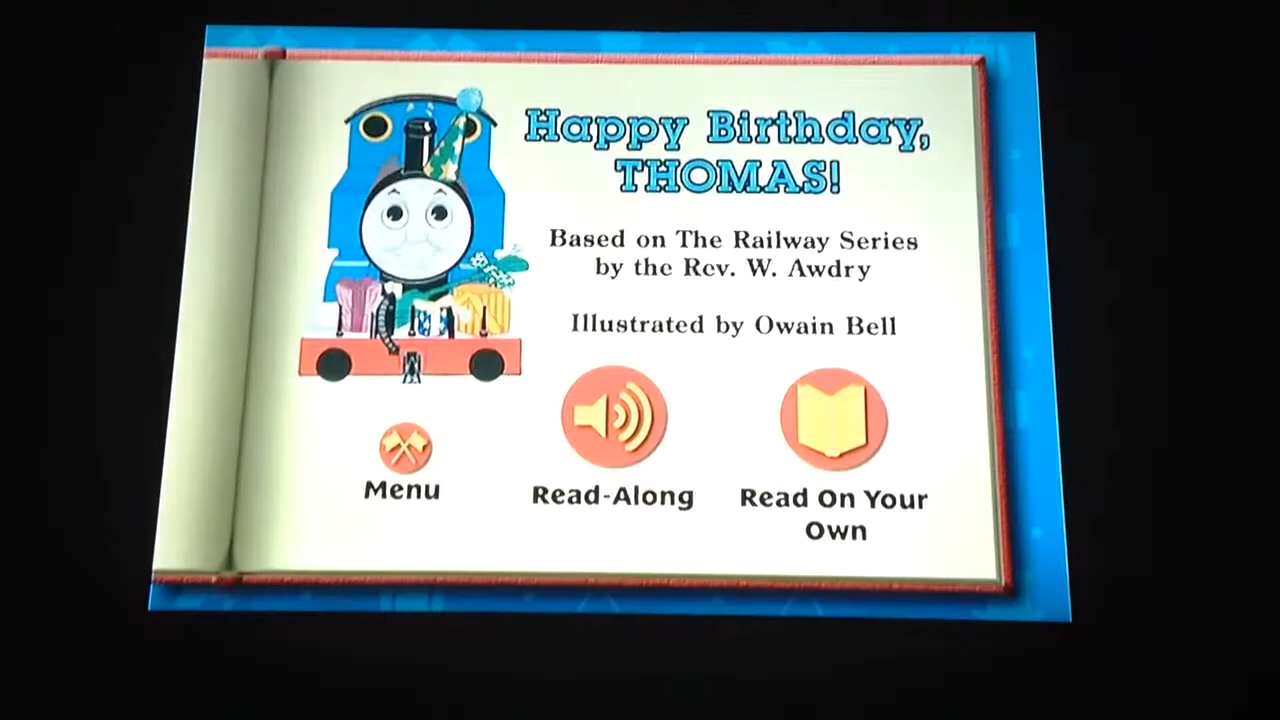 Happy Birthday,
THOMAS!
Based on The Railway Series
by the Rev. W. Awdry
Illustrated by Owain Bell
Menu
Read-Along
Read On Your
Own